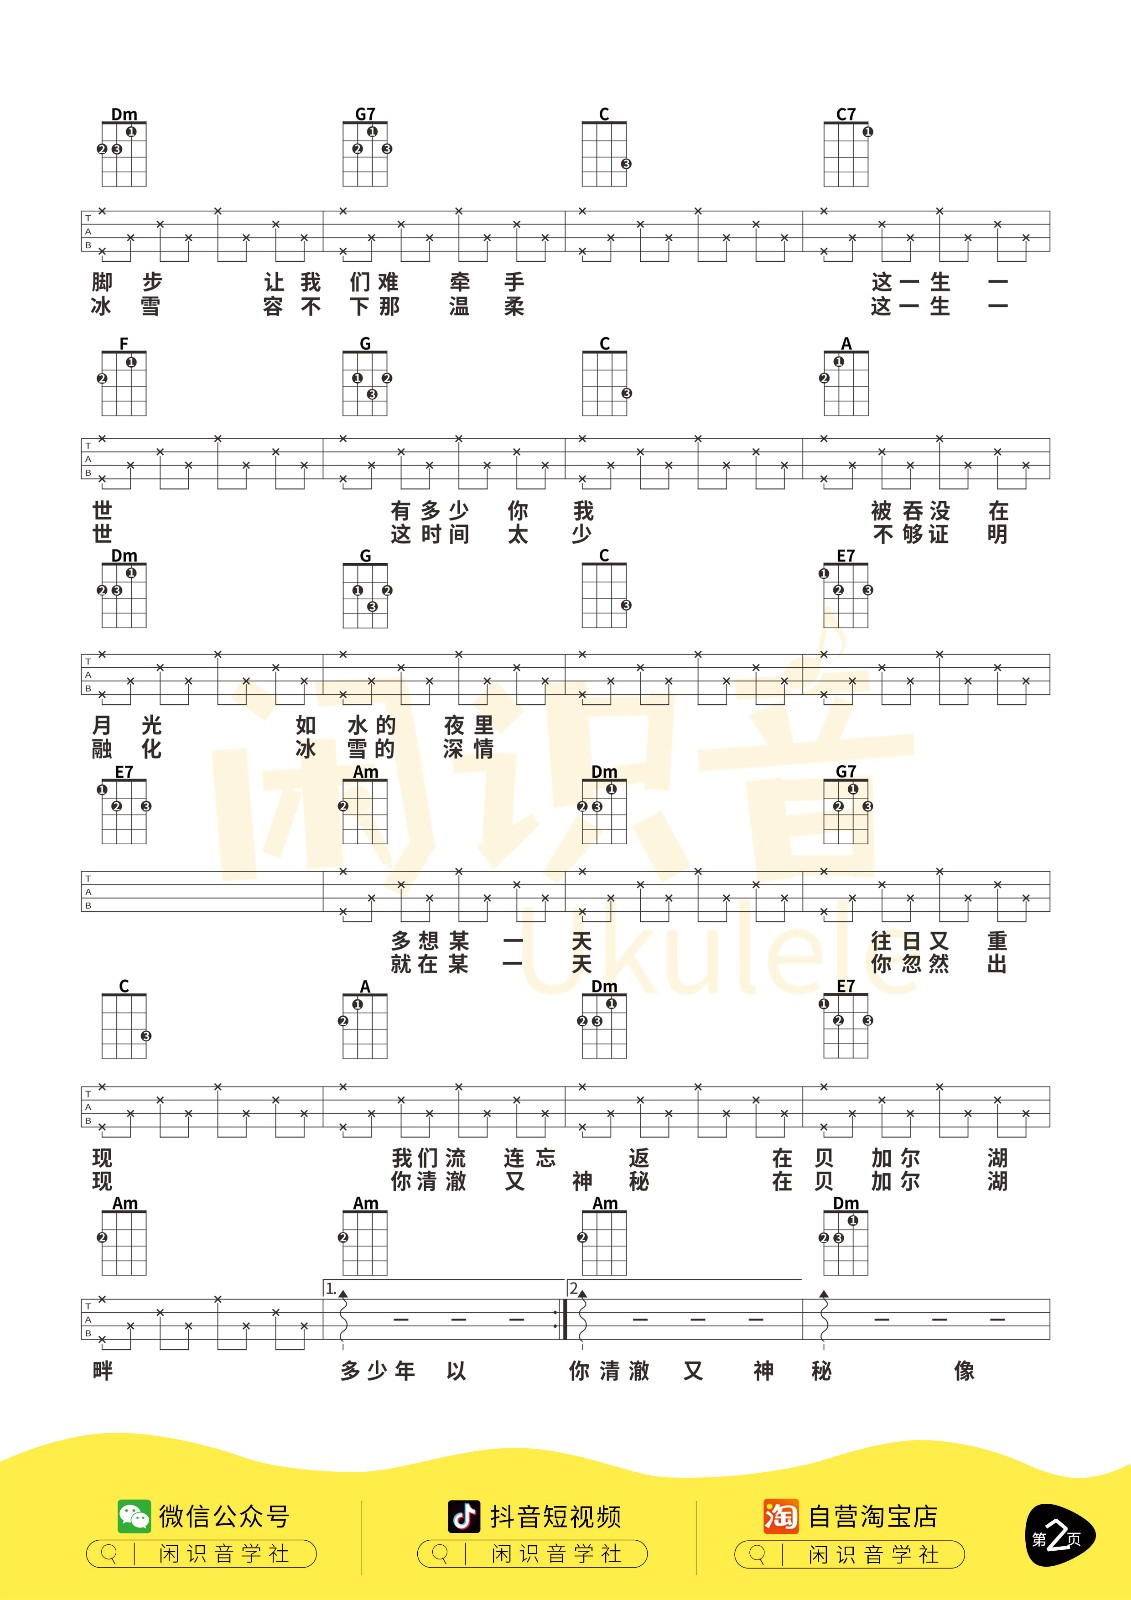 Dm G7 C C7
脚步 让我们难 牵手 这一生一
冰雪 容不下那 温柔 这一生一
F G C A
世 有多少你我 被吞没在
世 这时间太少 不够证明
Dm G C E7
月光 如水的夜里
融化 冰雪的深情
E7 Am Dm G7
多想某一天 往日又重
就在某一天 你忽然出
C A Dm E7
现 我们流连忘返 在贝加尔湖
现 你清澈又神秘 在贝加尔湖
Am Am Am Dm
1. 2.
畔 多少年以 你清澈又神秘 像
闲识音
Ukulele
微信公众号 抖音短视频 淘 自营淘宝店
闲识音学社 闲识音学社 闲识音学社
第2页